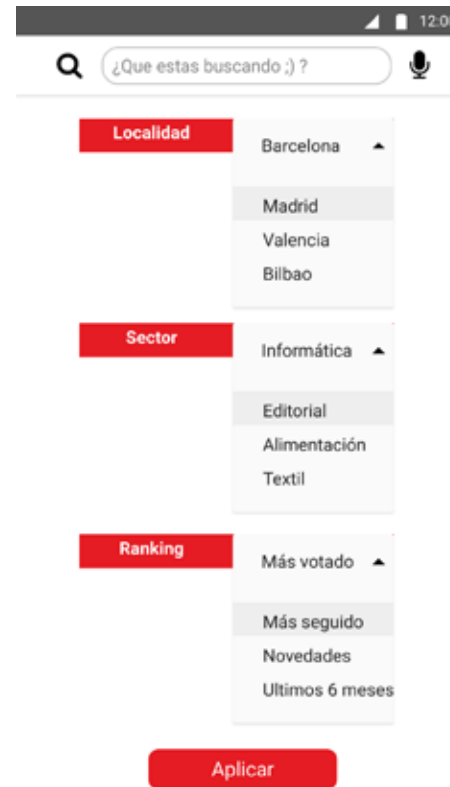 12:00
¿Que estas buscando ;) ?
Localidad
Barcelona
Madrid
Valencia
Bilbao
Sector
Informática
Editorial
Alimentación
Textil
Ranking
Más votado
Más seguido
Novedades
Ultimos 6 meses
Aplicar